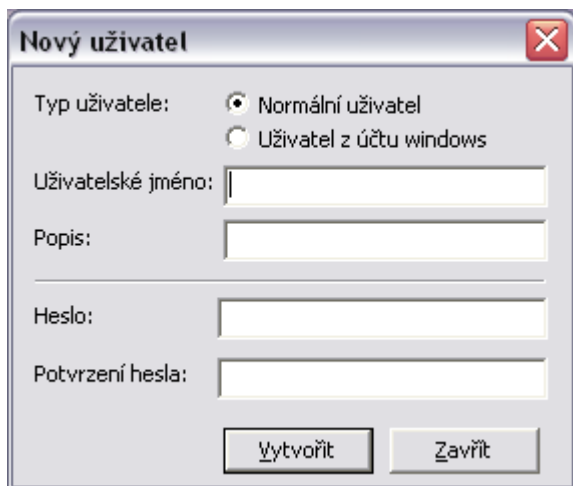 Nový uživatel
Typ uživatele: Normální uživatel
Uživatel z účtu windows
Uživatelské jméno:
Popis:
Heslo:
Potvrzení hesla:
Vytvořit Zavřít